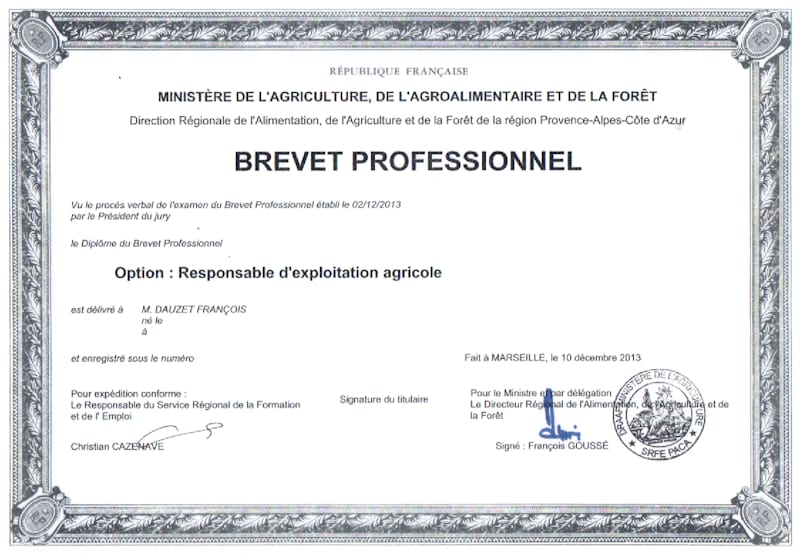 RÉPUBLIQUE FRANÇAISE
MINISTÈRE DE L'AGRICULTURE, DE L'AGROALIMENTAIRE ET DE LA FORÊT
Direction Régionale de l'Alimentation, de l'Agriculture et de la Forêt de la région Provence-Alpes-Côte d'Azur
BREVET PROFESSIONNEL
Vu le procès verbal de l'examen du Brevet Professionnel établi le 02/12/2013
par le Président du jury
le Diplôme du Brevet Professionnel
Option : Responsable d'exploitation agricole
est délivré à M. DAUZET FRANÇOIS
né le
à
et enregistré sous le numéro
Fait à MARSEILLE, le 10 décembre 2013
Pour expédition conforme :
Le Responsable du Service Régional de la Formation
et de l' Emploi
Christian CAZENAVE
Signature du titulaire
Pour le Ministre et par délégation
Le Directeur Régional de l'Alimentation, de l'Agriculture et de
la Forêt
Signé : François GOUSSÉ
DRAAF MINISTÈRE DE L'AGRICULTURE
SRFE PACA